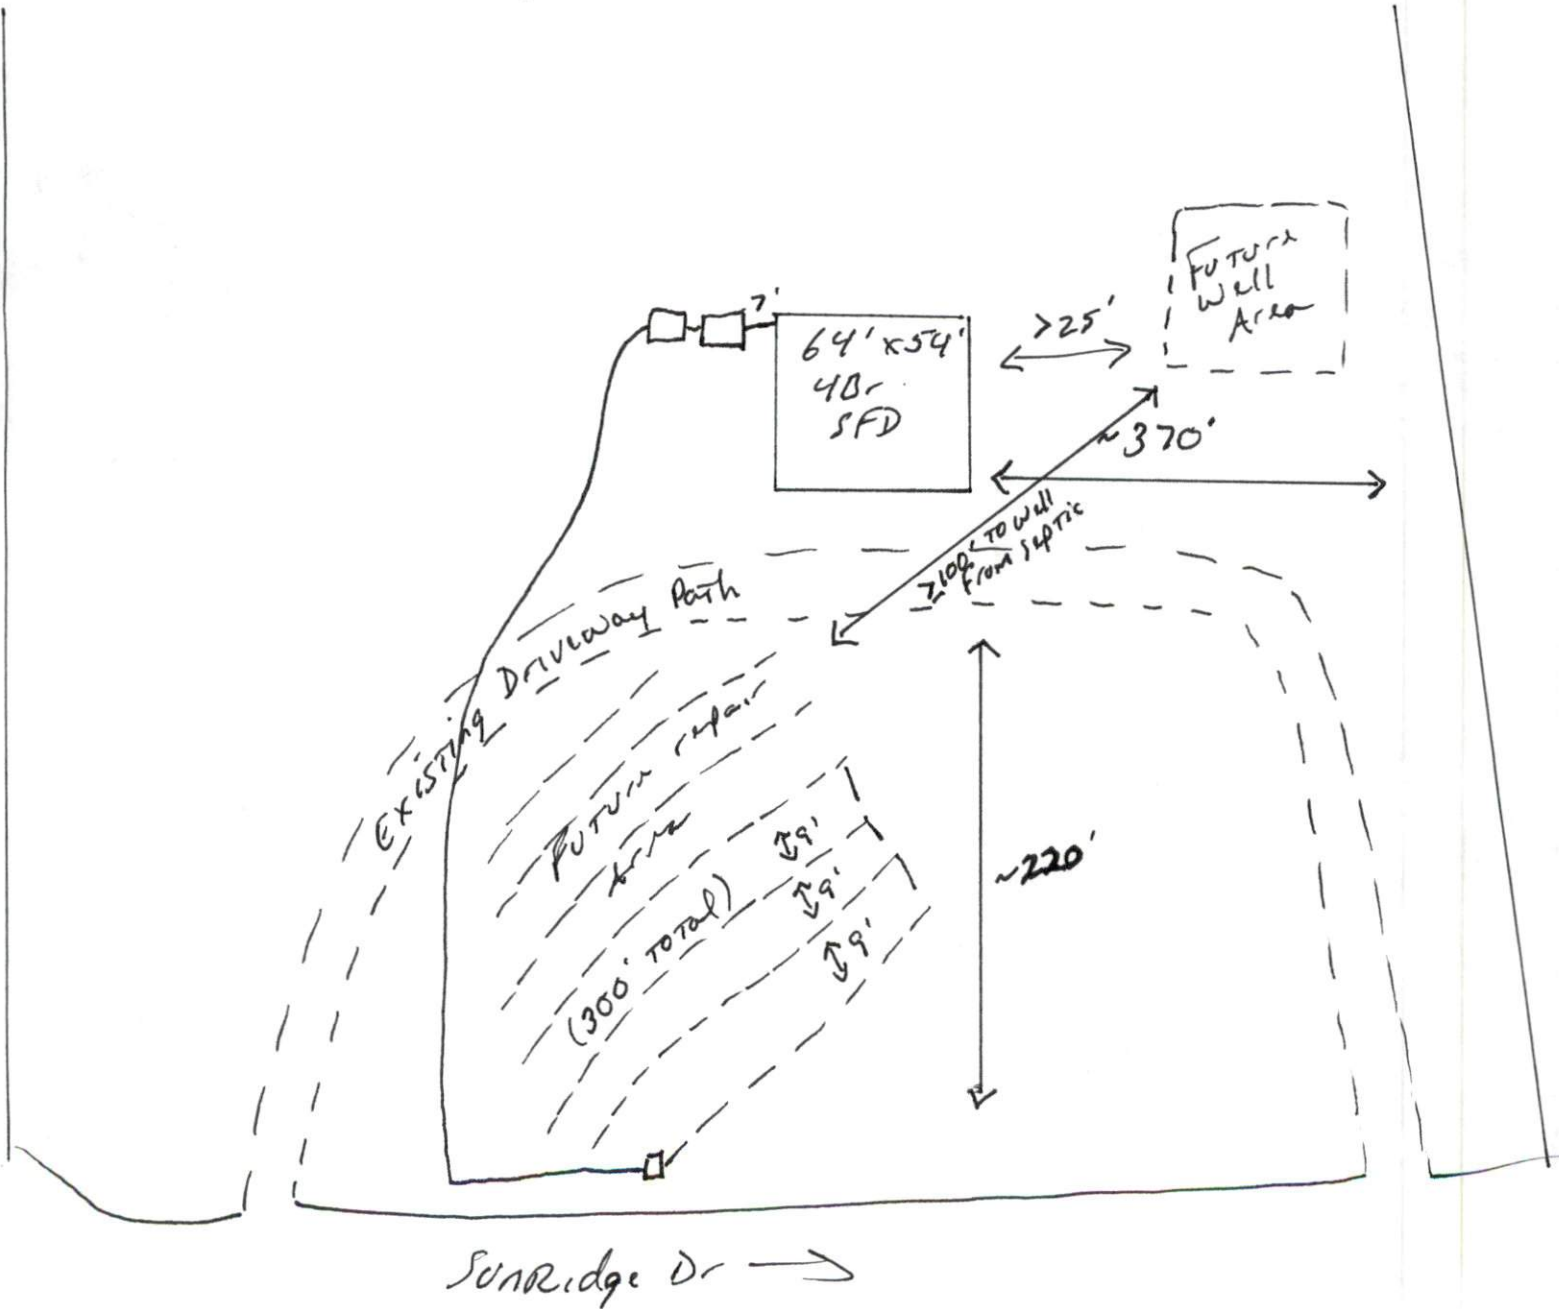 Future
Well
Area
7'
64' x 54'
4Br
SFD
>25'
~370'
≥100' To Well
From Septic
Existing Driveway Path
Future repair
Area
9'
9'
9'
(300' Total)
~220'
SunRidge Dr